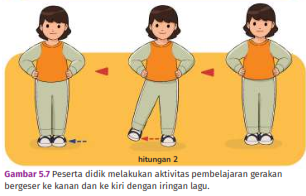 hitungan 2
Gambar 5.7 Peserta didik melakukan aktivitas pembelajaran gerakan
bergeser ke kanan dan ke kiri dengan iringan lagu.